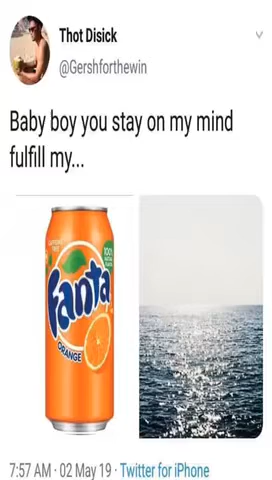 Thot Disick
@Gershforthewin
Baby boy you stay on my mind
fulfill my...
100%
Fanta
ORANGE
7:57 AM · 02 May 19 · Twitter for iPhone